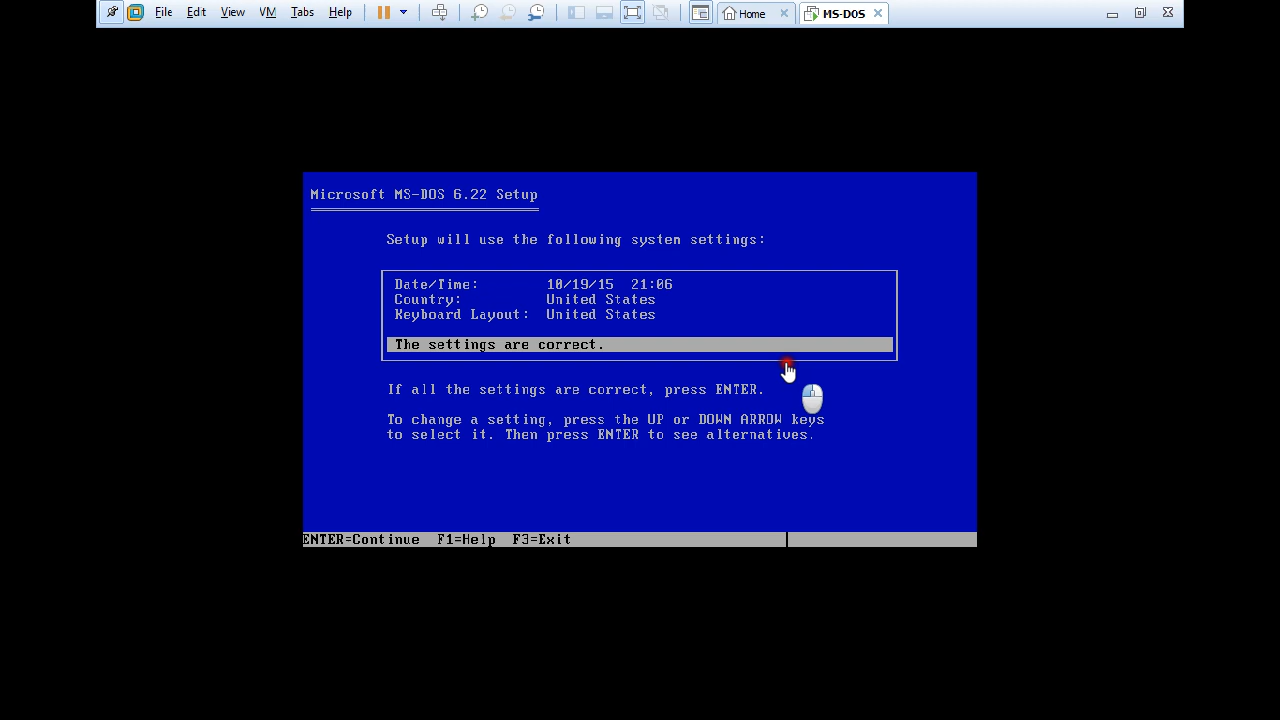 File Edit View VM Tabs Help Home MS-DOS
Microsoft MS-DOS 6.22 Setup
Setup will use the following system settings:
Date/Time: 10/19/15 21:06
Country: United States
Keyboard Layout: United States
The settings are correct.
If all the settings are correct, press ENTER.
To change a setting, press the UP or DOWN ARROW keys
to select it. Then press ENTER to see alternatives.
ENTER=Continue F1=Help F3=Exit